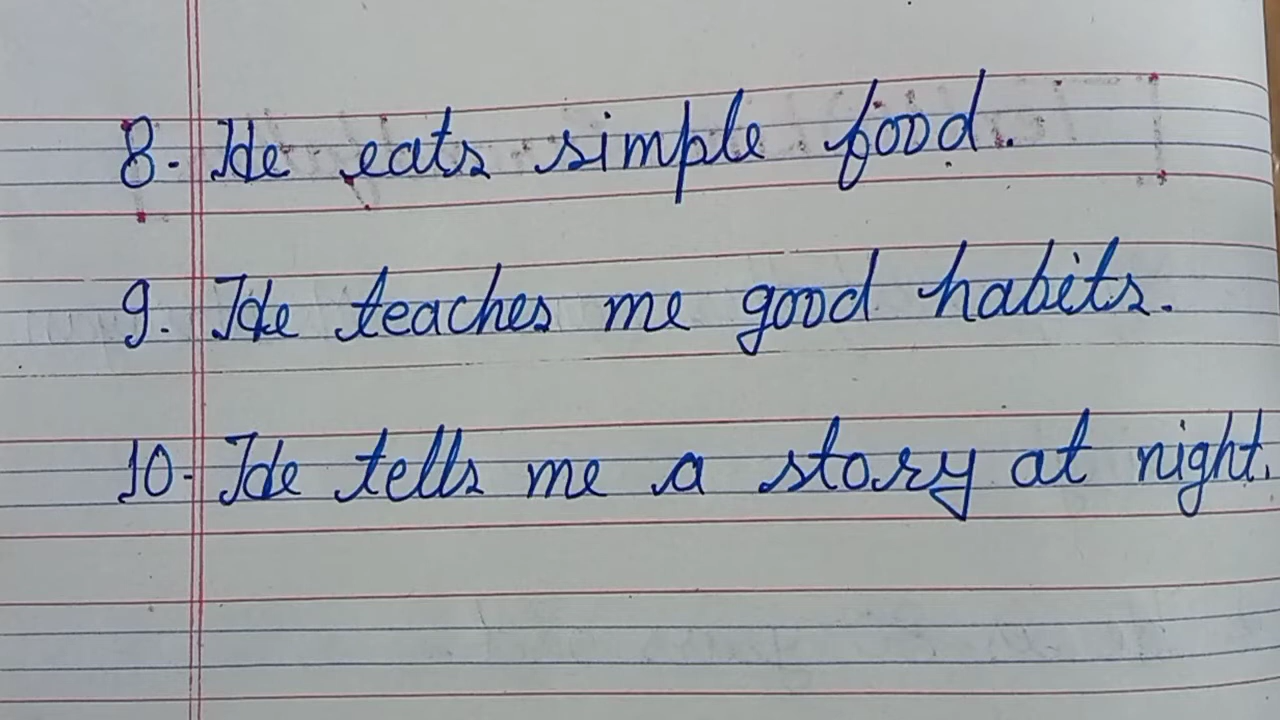 8. He eats simple food.
9. He teaches me good habits.
10. He tells me a story at night.